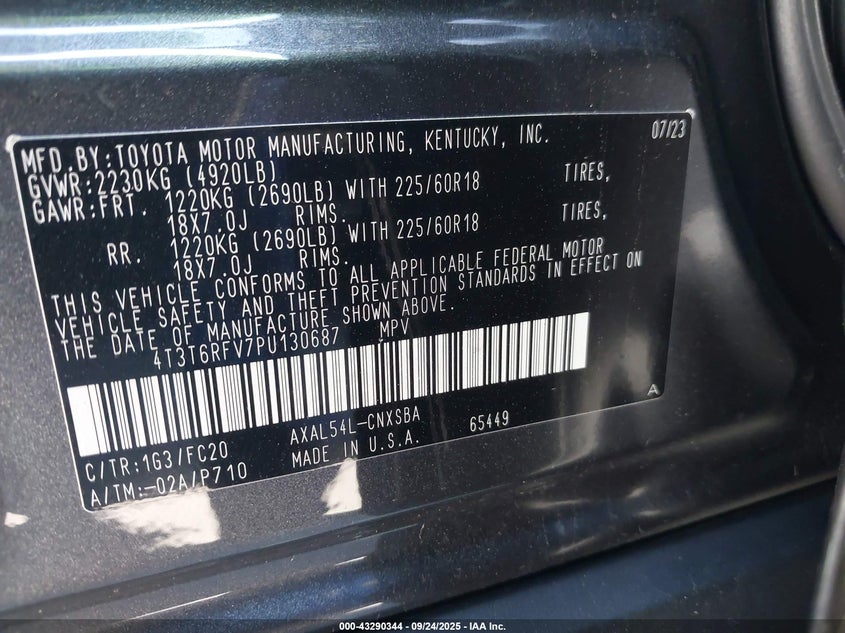 07/23
MFD.BY:TOYOTA MOTOR MANUFACTURING, KENTUCKY, INC.
GVWR:2230KG (4920LB)
GAWR:FRT. 1220KG (2690LB) WITH 225/60R18 TIRES,
18X7.0J RIMS.
RR. 1220KG (2690LB) WITH 225/60R18 TIRES,
18X7.0J RIMS.
THIS VEHICLE CONFORMS TO ALL APPLICABLE FEDERAL MOTOR
VEHICLE SAFETY AND THEFT PREVENTION STANDARDS IN EFFECT ON
THE DATE OF MANUFACTURE SHOWN ABOVE.
4T3T6RFV7PU130687 MPV
A
C/TR:1G3/FC20 AXAL54L-CNXSBA 65449
A/TM:-02A/P710 MADE IN U.S.A.
000-43290344 - 09/24/2025 - IAA Inc.